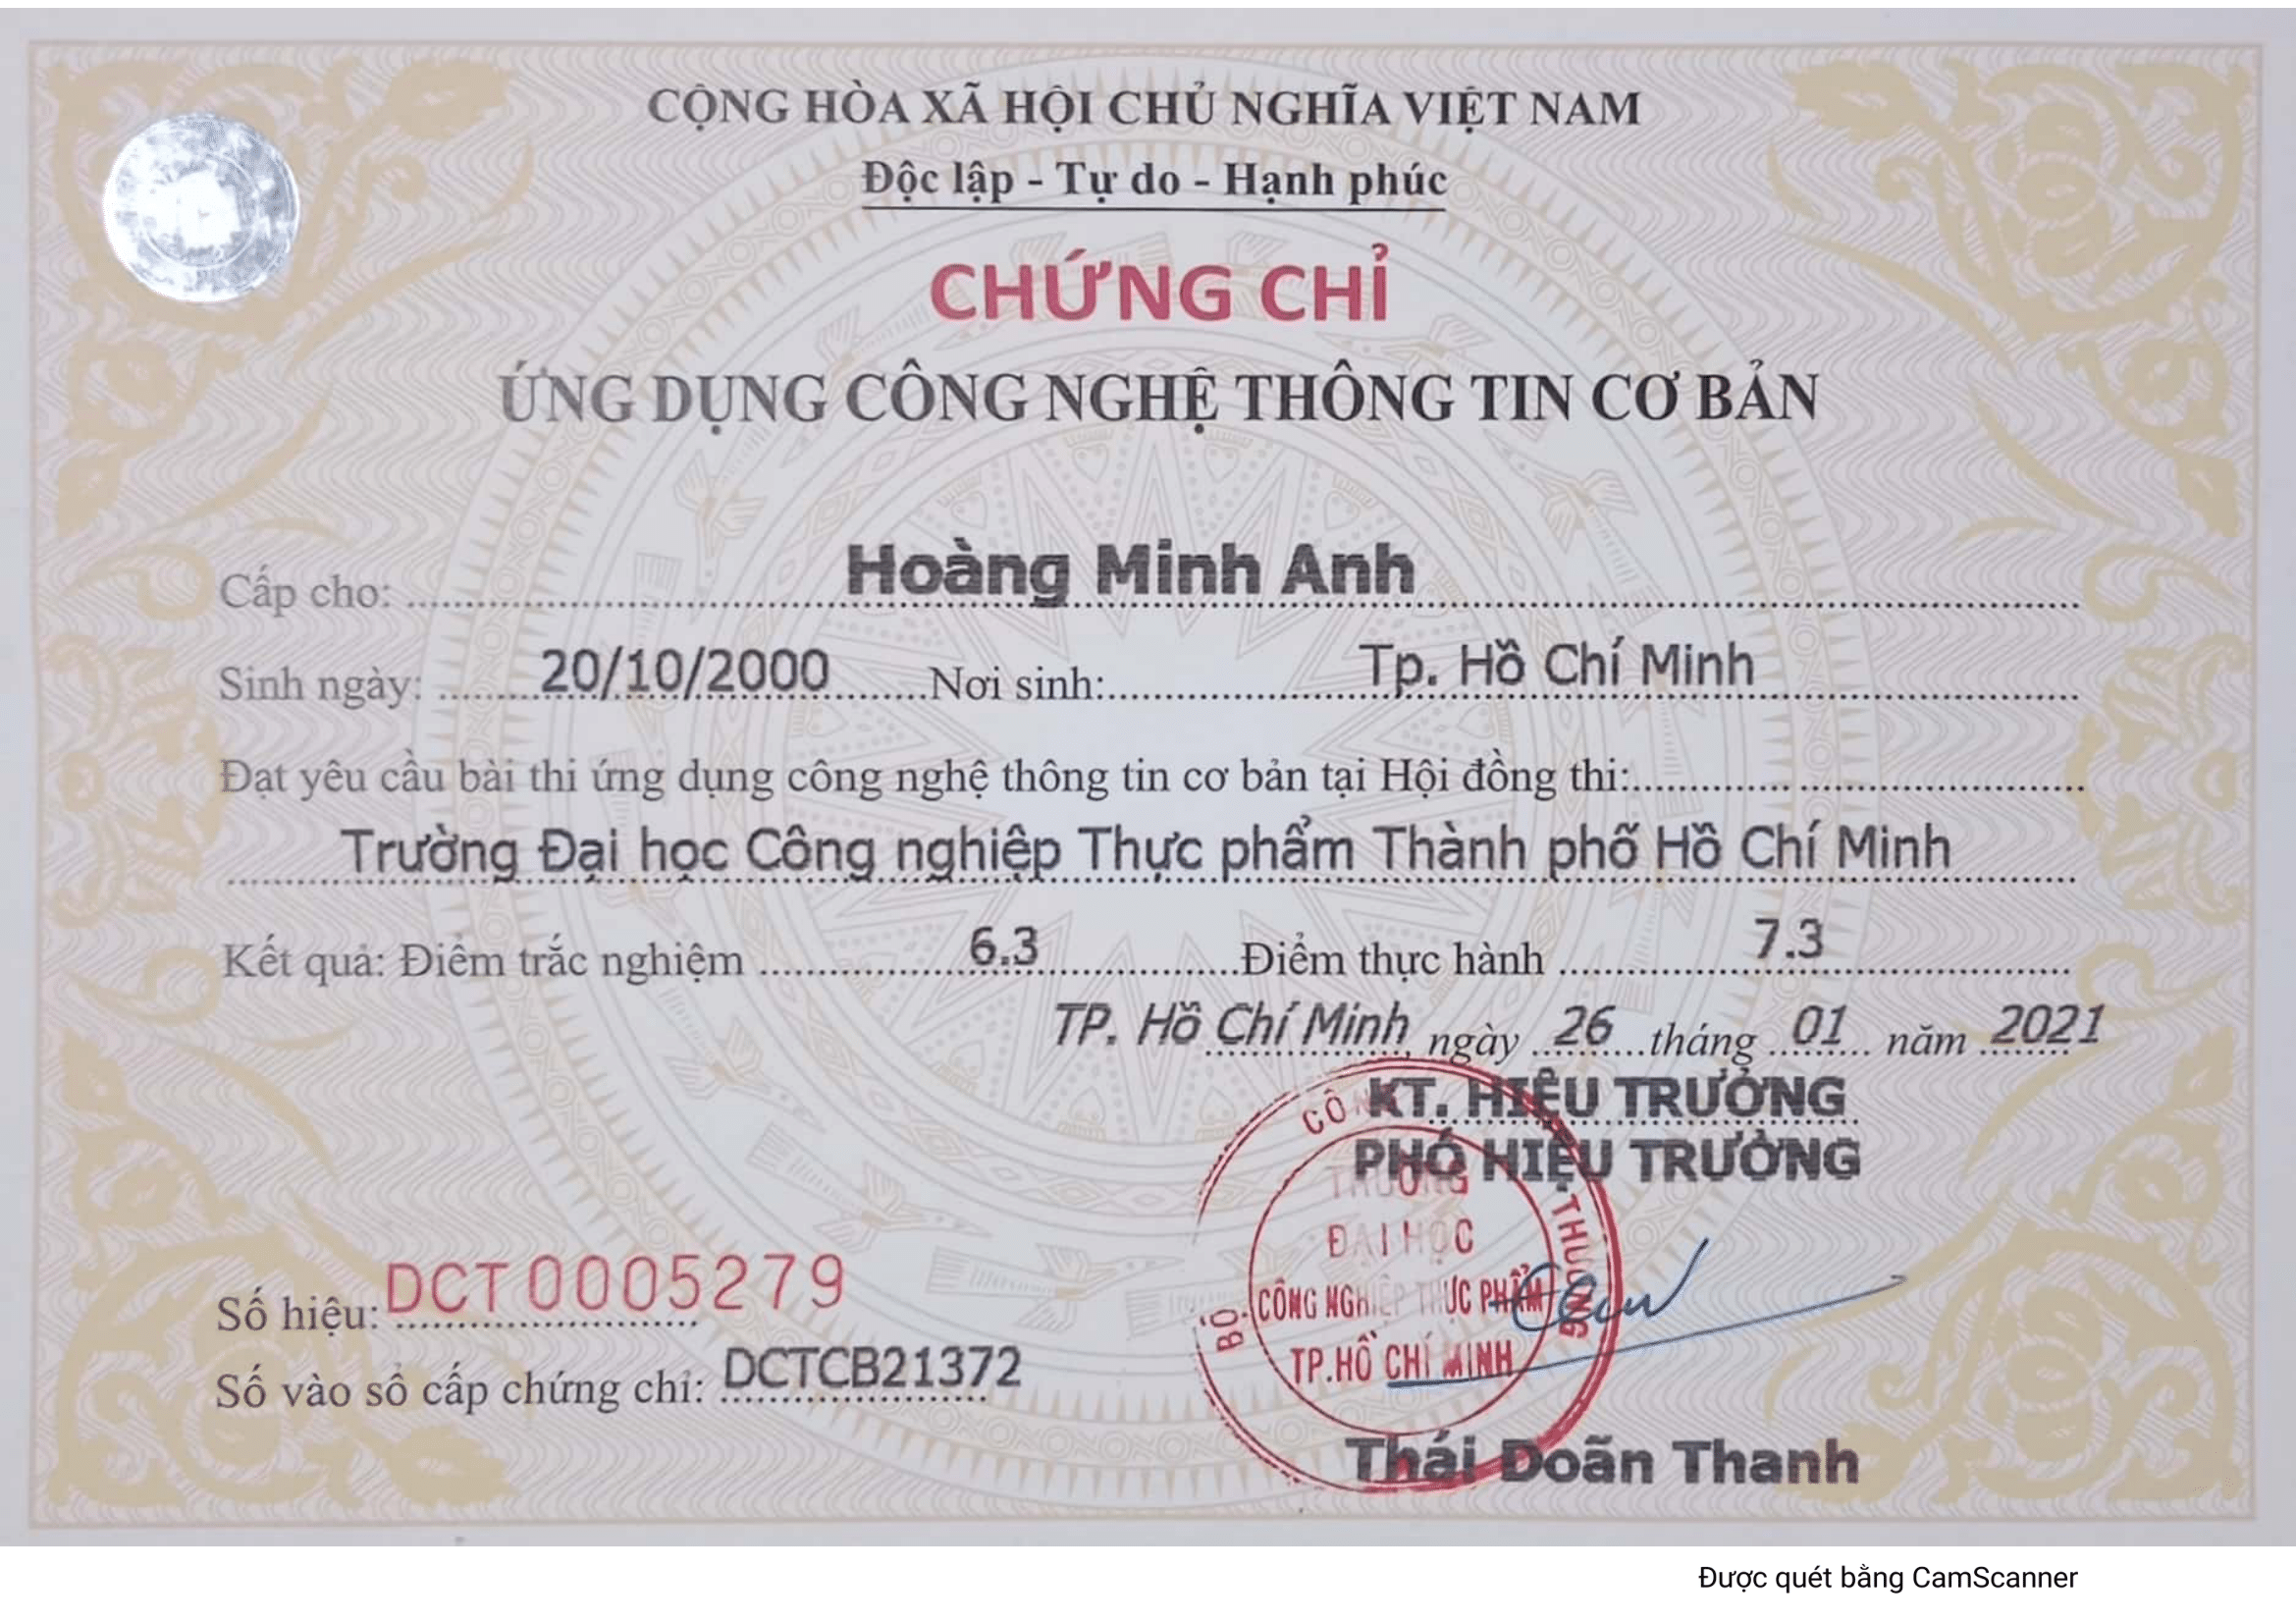 CỘNG HÒA XÃ HỘI CHỦ NGHĨA VIỆT NAM
Độc lập - Tự do - Hạnh phúc
CHỨNG CHỈ
ỨNG DỤNG CÔNG NGHỆ THÔNG TIN CƠ BẢN
Cấp cho: Hoàng Minh Anh
Sinh ngày: 20/10/2000 Nơi sinh: Tp. Hồ Chí Minh
Đạt yêu cầu bài thi ứng dụng công nghệ thông tin cơ bản tại Hội đồng thi:
Trường Đại học Công nghiệp Thực phẩm Thành phố Hồ Chí Minh
Kết quả: Điểm trắc nghiệm 6.3 Điểm thực hành 7.3
TP. Hồ Chí Minh, ngày 26 tháng 01 năm 2021
KT. HIỆU TRƯỞNG
PHÓ HIỆU TRƯỞNG
BỘ CÔNG THƯƠNG
TRƯỜNG
ĐẠI HỌC
CÔNG NGHIỆP THỰC PHẨM
TP.HỒ CHÍ MINH
Số hiệu: DCT0005279
Số vào sổ cấp chứng chỉ: DCTCB21372
Thái Doãn Thanh
Được quét bằng CamScanner